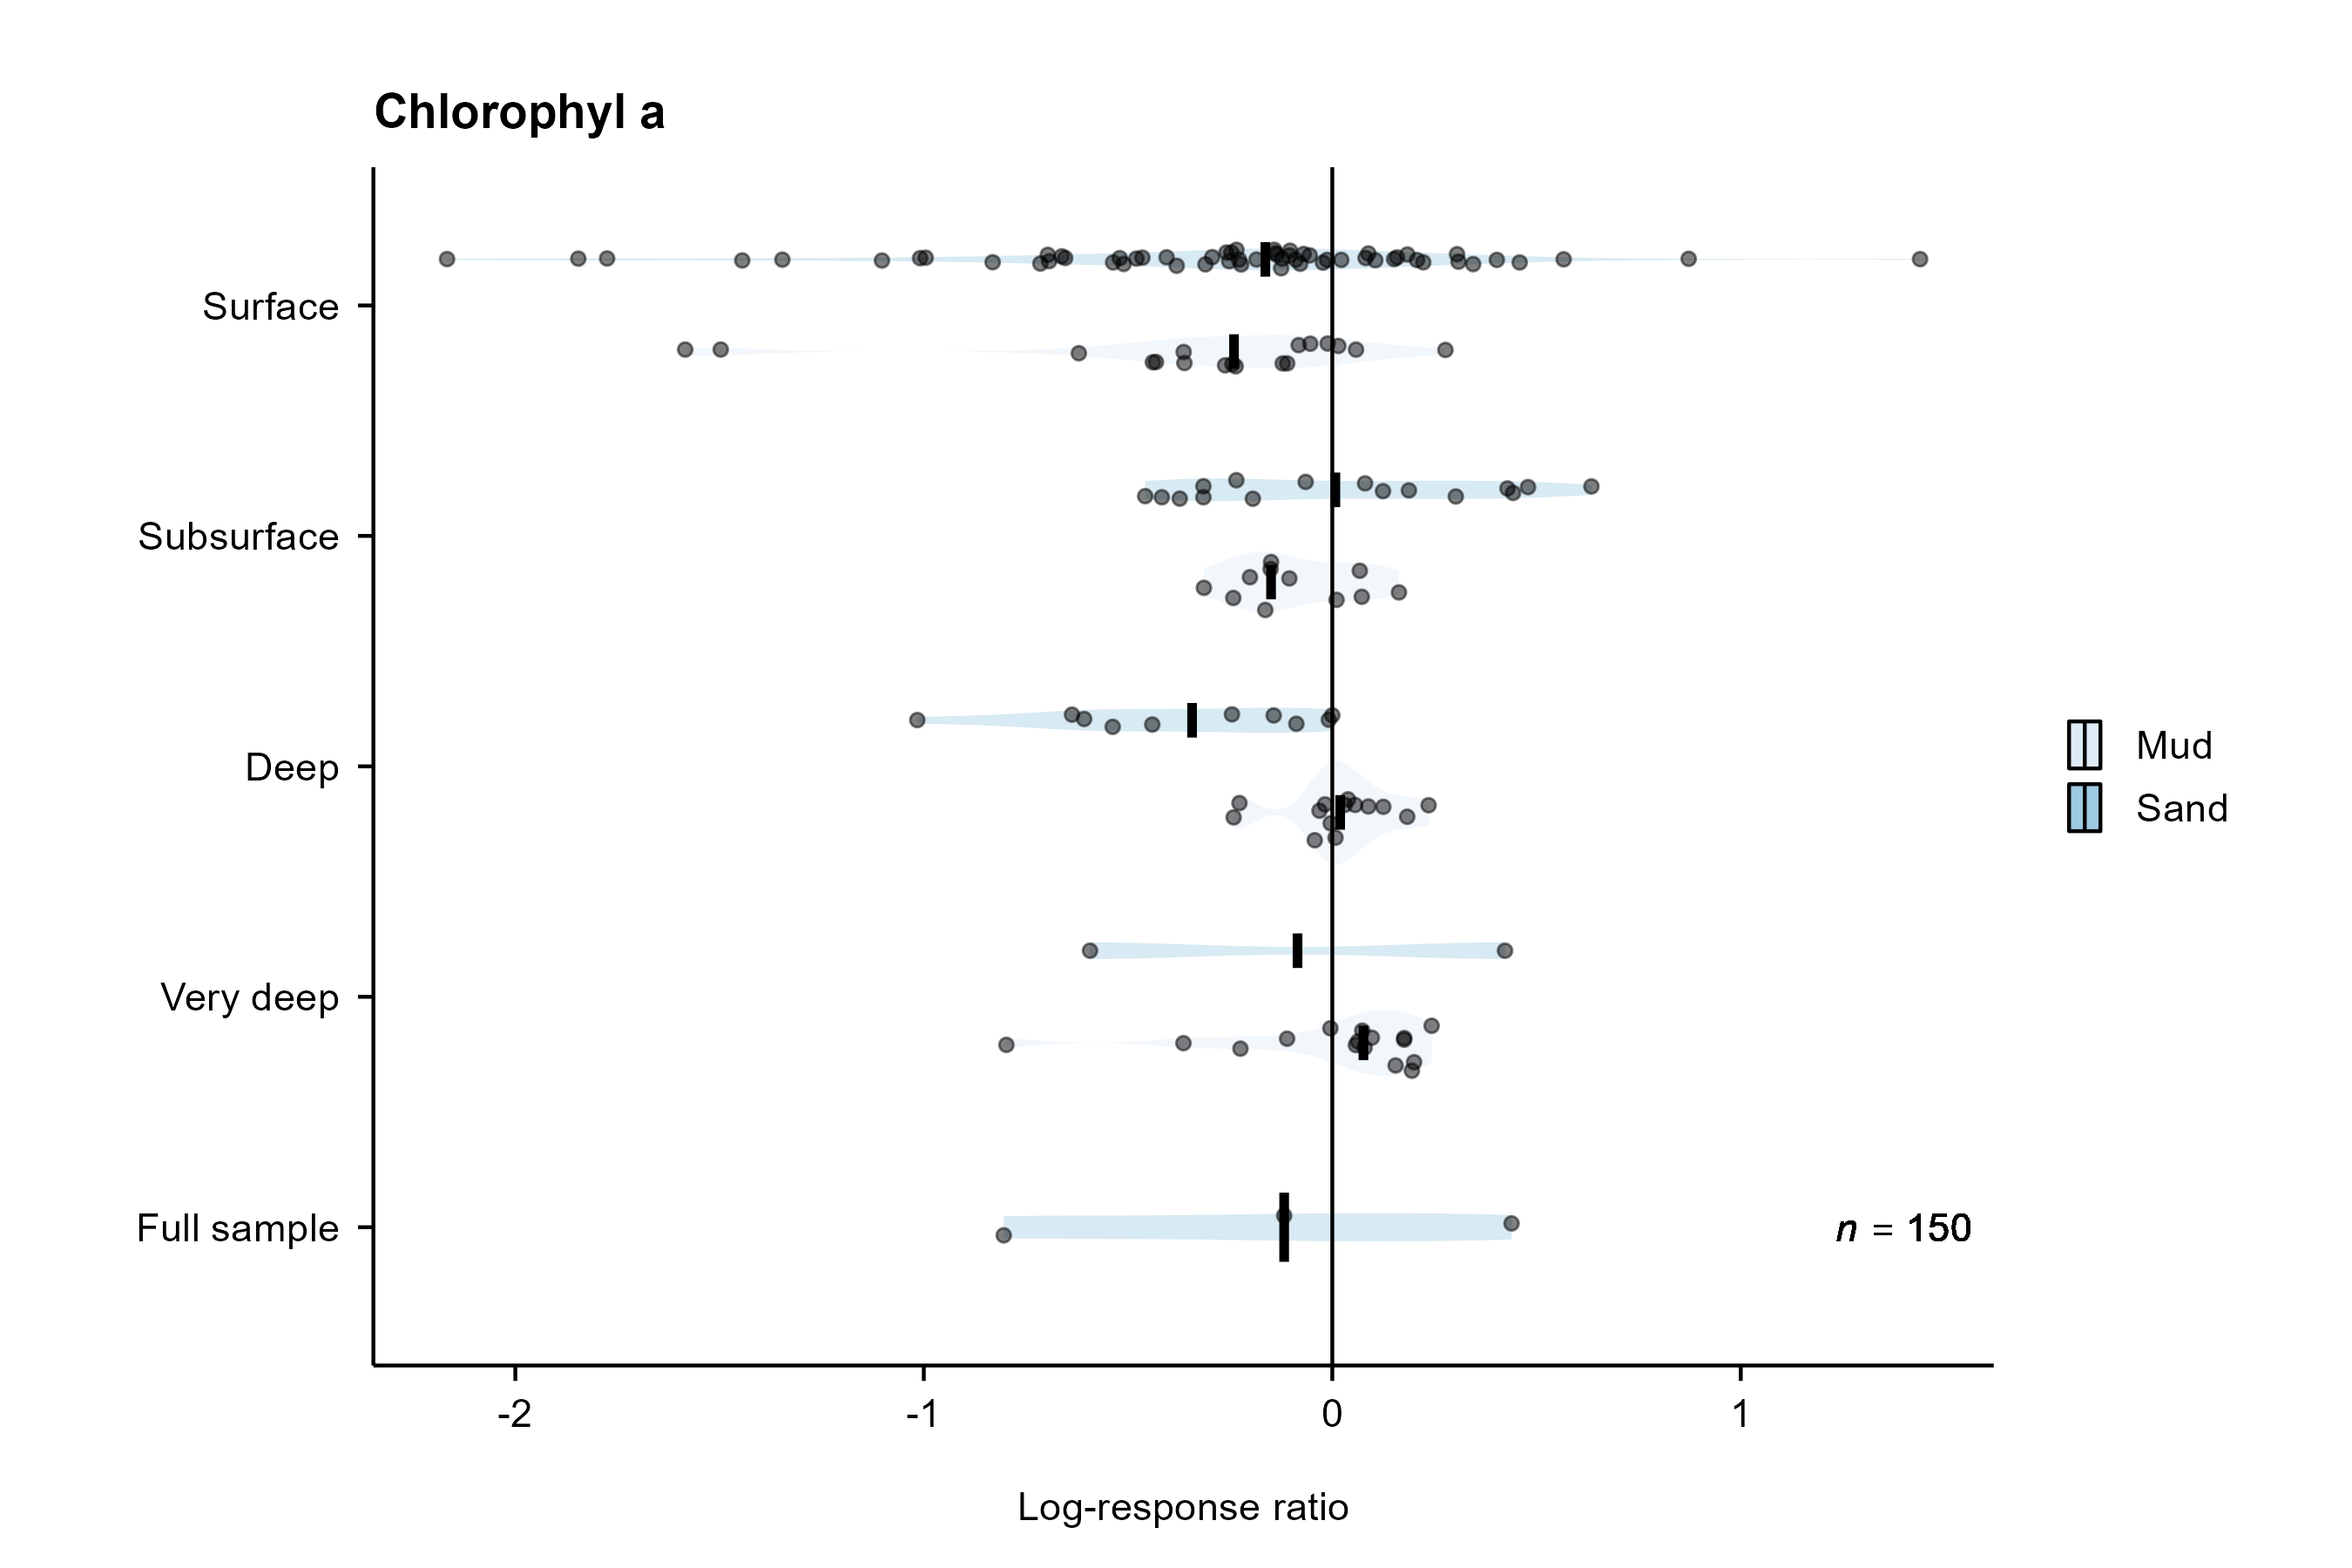 Chlorophyl a
Surface
Subsurface
Deep
Very deep
Full sample
n = 150
Mud
Sand
-2
-1
0
1
Log-response ratio